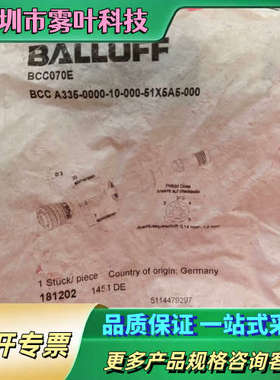 圳市雾叶科技
BALLUFF
BCC070E
BCC A335-0000-10-000-51X5A5-000
1 Stuck/ piece Country of origin: Germany
181202 1451 DE
5114479297
开专票
品质保证 一站式采
更多产品规格咨询客